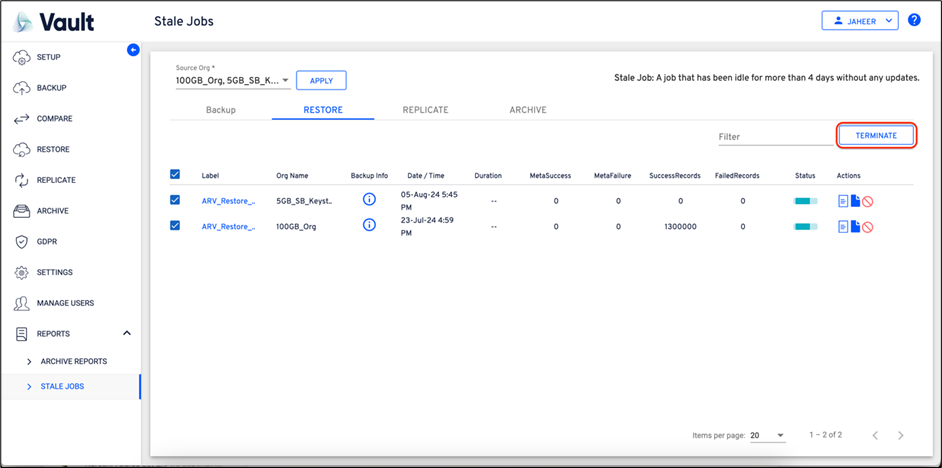 Vault
Stale Jobs
JAHEER
?
SETUP
BACKUP
COMPARE
RESTORE
REPLICATE
ARCHIVE
GDPR
SETTINGS
MANAGE USERS
REPORTS
ARCHIVE REPORTS
STALE JOBS
Source Org *
100GB_Org, 5GB_SB_K...
APPLY
Stale Job: A job that has been idle for more than 4 days without any updates.
Backup RESTORE REPLICATE ARCHIVE
Filter
TERMINATE
Label Org Name Backup Info Date / Time Duration MetaSuccess MetaFailure SuccessRecords FailedRecords Status Actions
ARV_Restore_.. 5GB_SB_Keyst.. 05-Aug-24 5:45 PM -- 0 0 0 0
ARV_Restore_.. 100GB_Org 23-Jul-24 4:59 PM -- 0 0 1300000 0
Items per page: 20 1 – 2 of 2